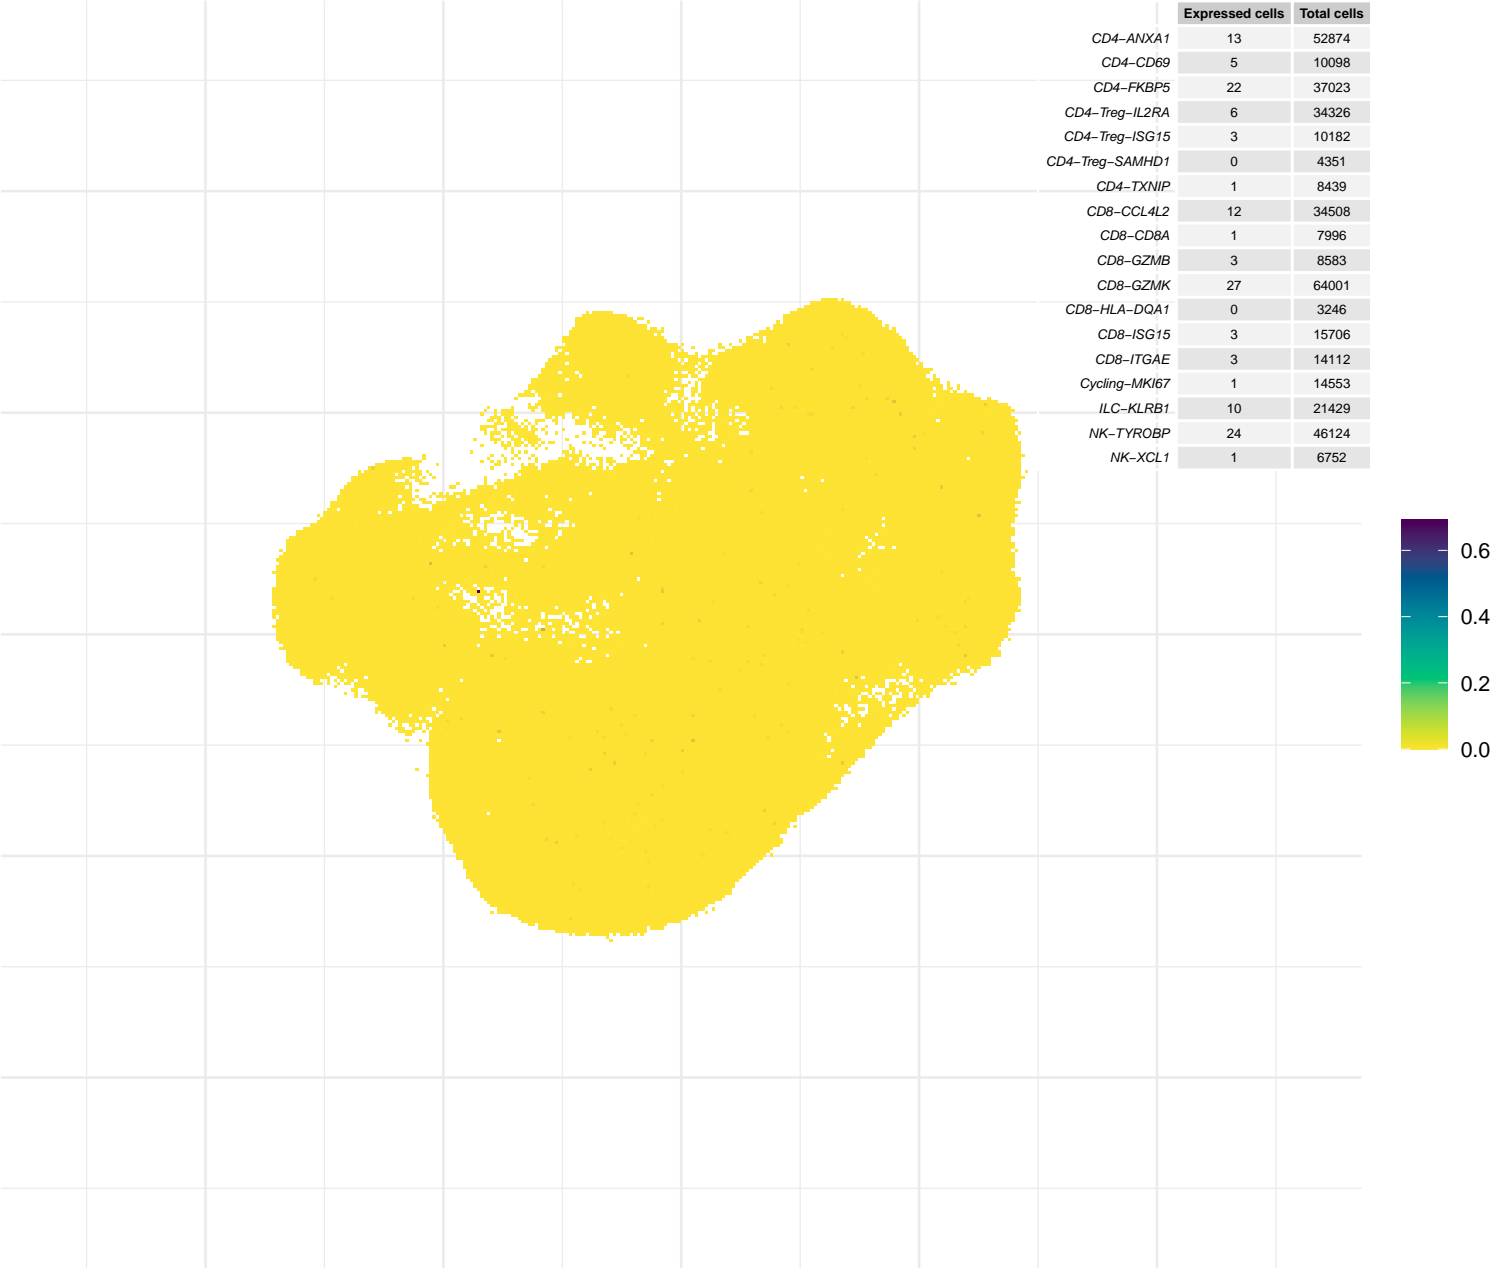 Expressed cells Total cells
CD4−ANXA1 13 52874
CD4−CD69 5 10098
CD4−FKBP5 22 37023
CD4−Treg−IL2RA 6 34326
CD4−Treg−ISG15 3 10182
CD4−Treg−SAMHD1 0 4351
CD4−TXNIP 1 8439
CD8−CCL4L2 12 34508
CD8−CD8A 1 7996
CD8−GZMB 3 8583
CD8−GZMK 27 64001
CD8−HLA−DQA1 0 3246
CD8−ISG15 3 15706
CD8−ITGAE 3 14112
Cycling−MKI67 1 14553
ILC−KLRB1 10 21429
NK−TYROBP 24 46124
NK−XCL1 1 6752
0.6
0.4
0.2
0.0